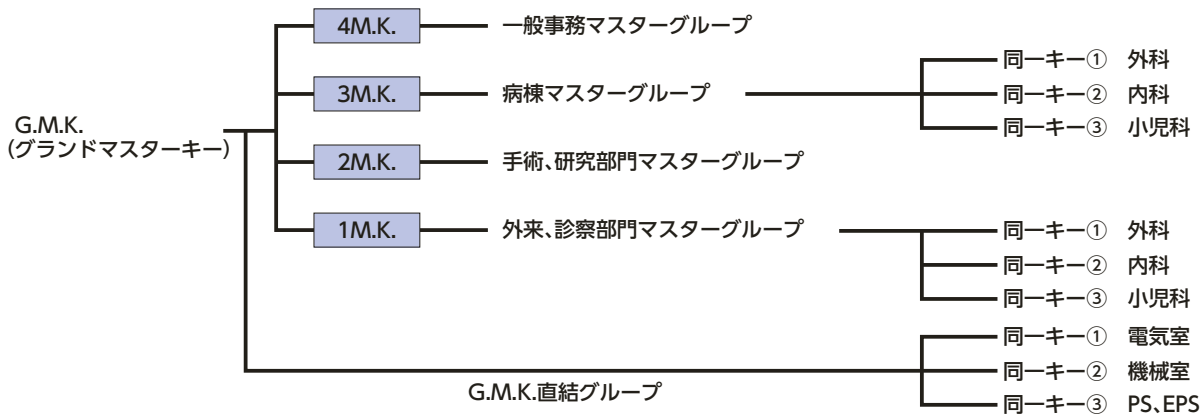 4M.K. 一般事務マスターグループ
同一キー① 外科
3M.K. 病棟マスターグループ 同一キー② 内科
同一キー③ 小児科
G.M.K.
(グランドマスターキー)
2M.K. 手術、研究部門マスターグループ
1M.K. 外来、診察部門マスターグループ 同一キー① 外科
同一キー② 内科
同一キー③ 小児科
同一キー① 電気室
同一キー② 機械室
G.M.K.直結グループ
同一キー③ PS、EPS